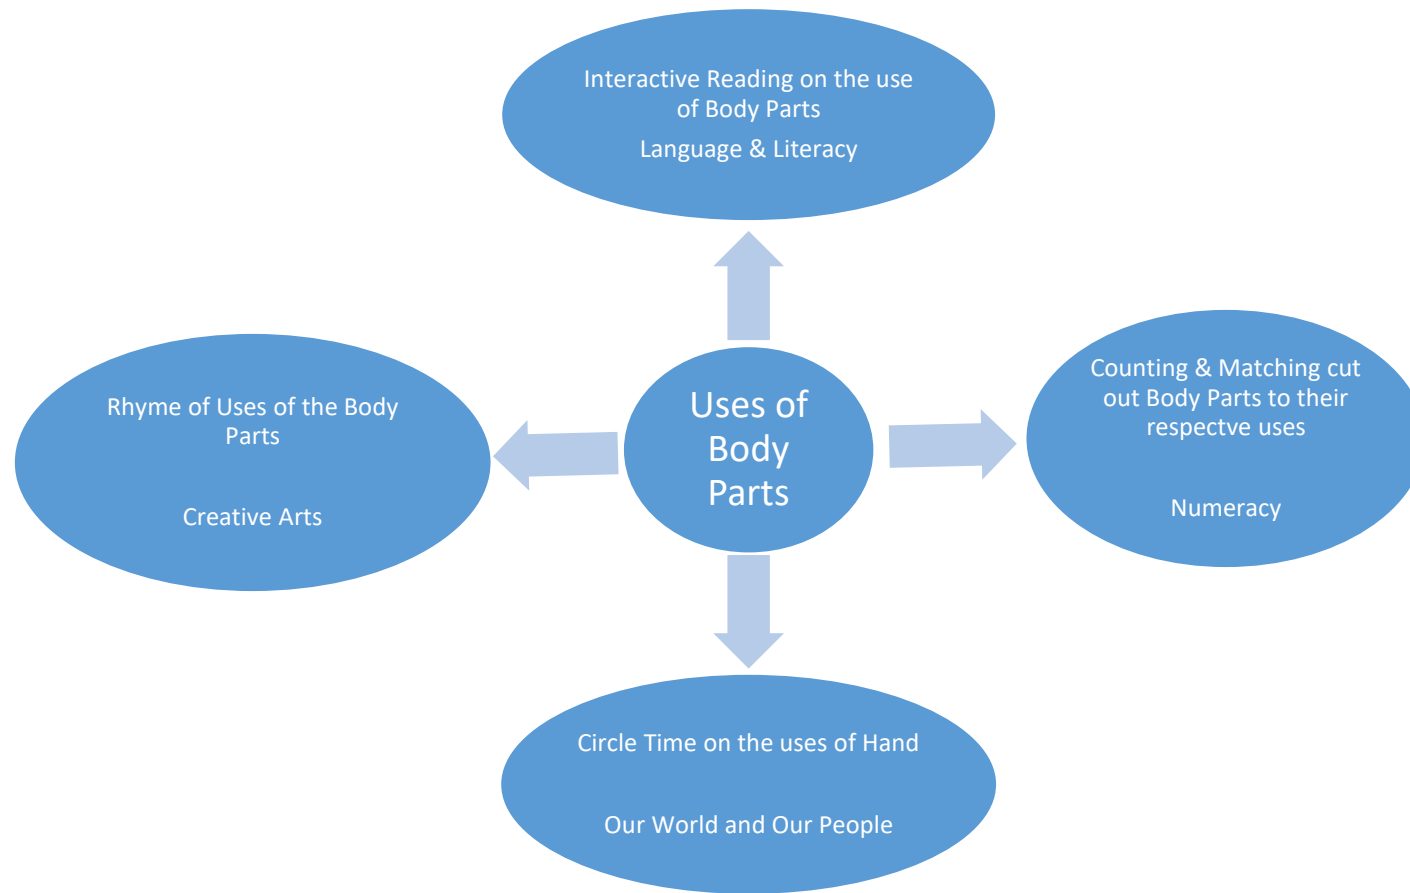 Interactive Reading on the use
of Body Parts
Language & Literacy
Rhyme of Uses of the Body
Parts
Creative Arts
Uses of
Body
Parts
Counting & Matching cut
out Body Parts to their
respectve uses
Numeracy
Circle Time on the uses of Hand
Our World and Our People